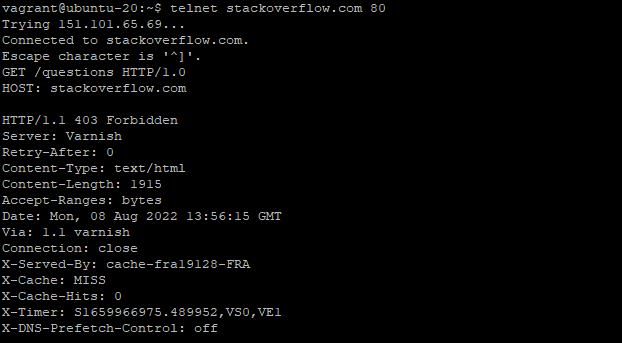 vagrant@ubuntu-20:~$ telnet stackoverflow.com 80
Trying 151.101.65.69...
Connected to stackoverflow.com.
Escape character is '^]'.
GET /questions HTTP/1.0
HOST: stackoverflow.com

HTTP/1.1 403 Forbidden
Server: Varnish
Retry-After: 0
Content-Type: text/html
Content-Length: 1915
Accept-Ranges: bytes
Date: Mon, 08 Aug 2022 13:56:15 GMT
Via: 1.1 varnish
Connection: close
X-Served-By: cache-fra19128-FRA
X-Cache: MISS
X-Cache-Hits: 0
X-Timer: S1659966975.489952,VS0,VE1
X-DNS-Prefetch-Control: off